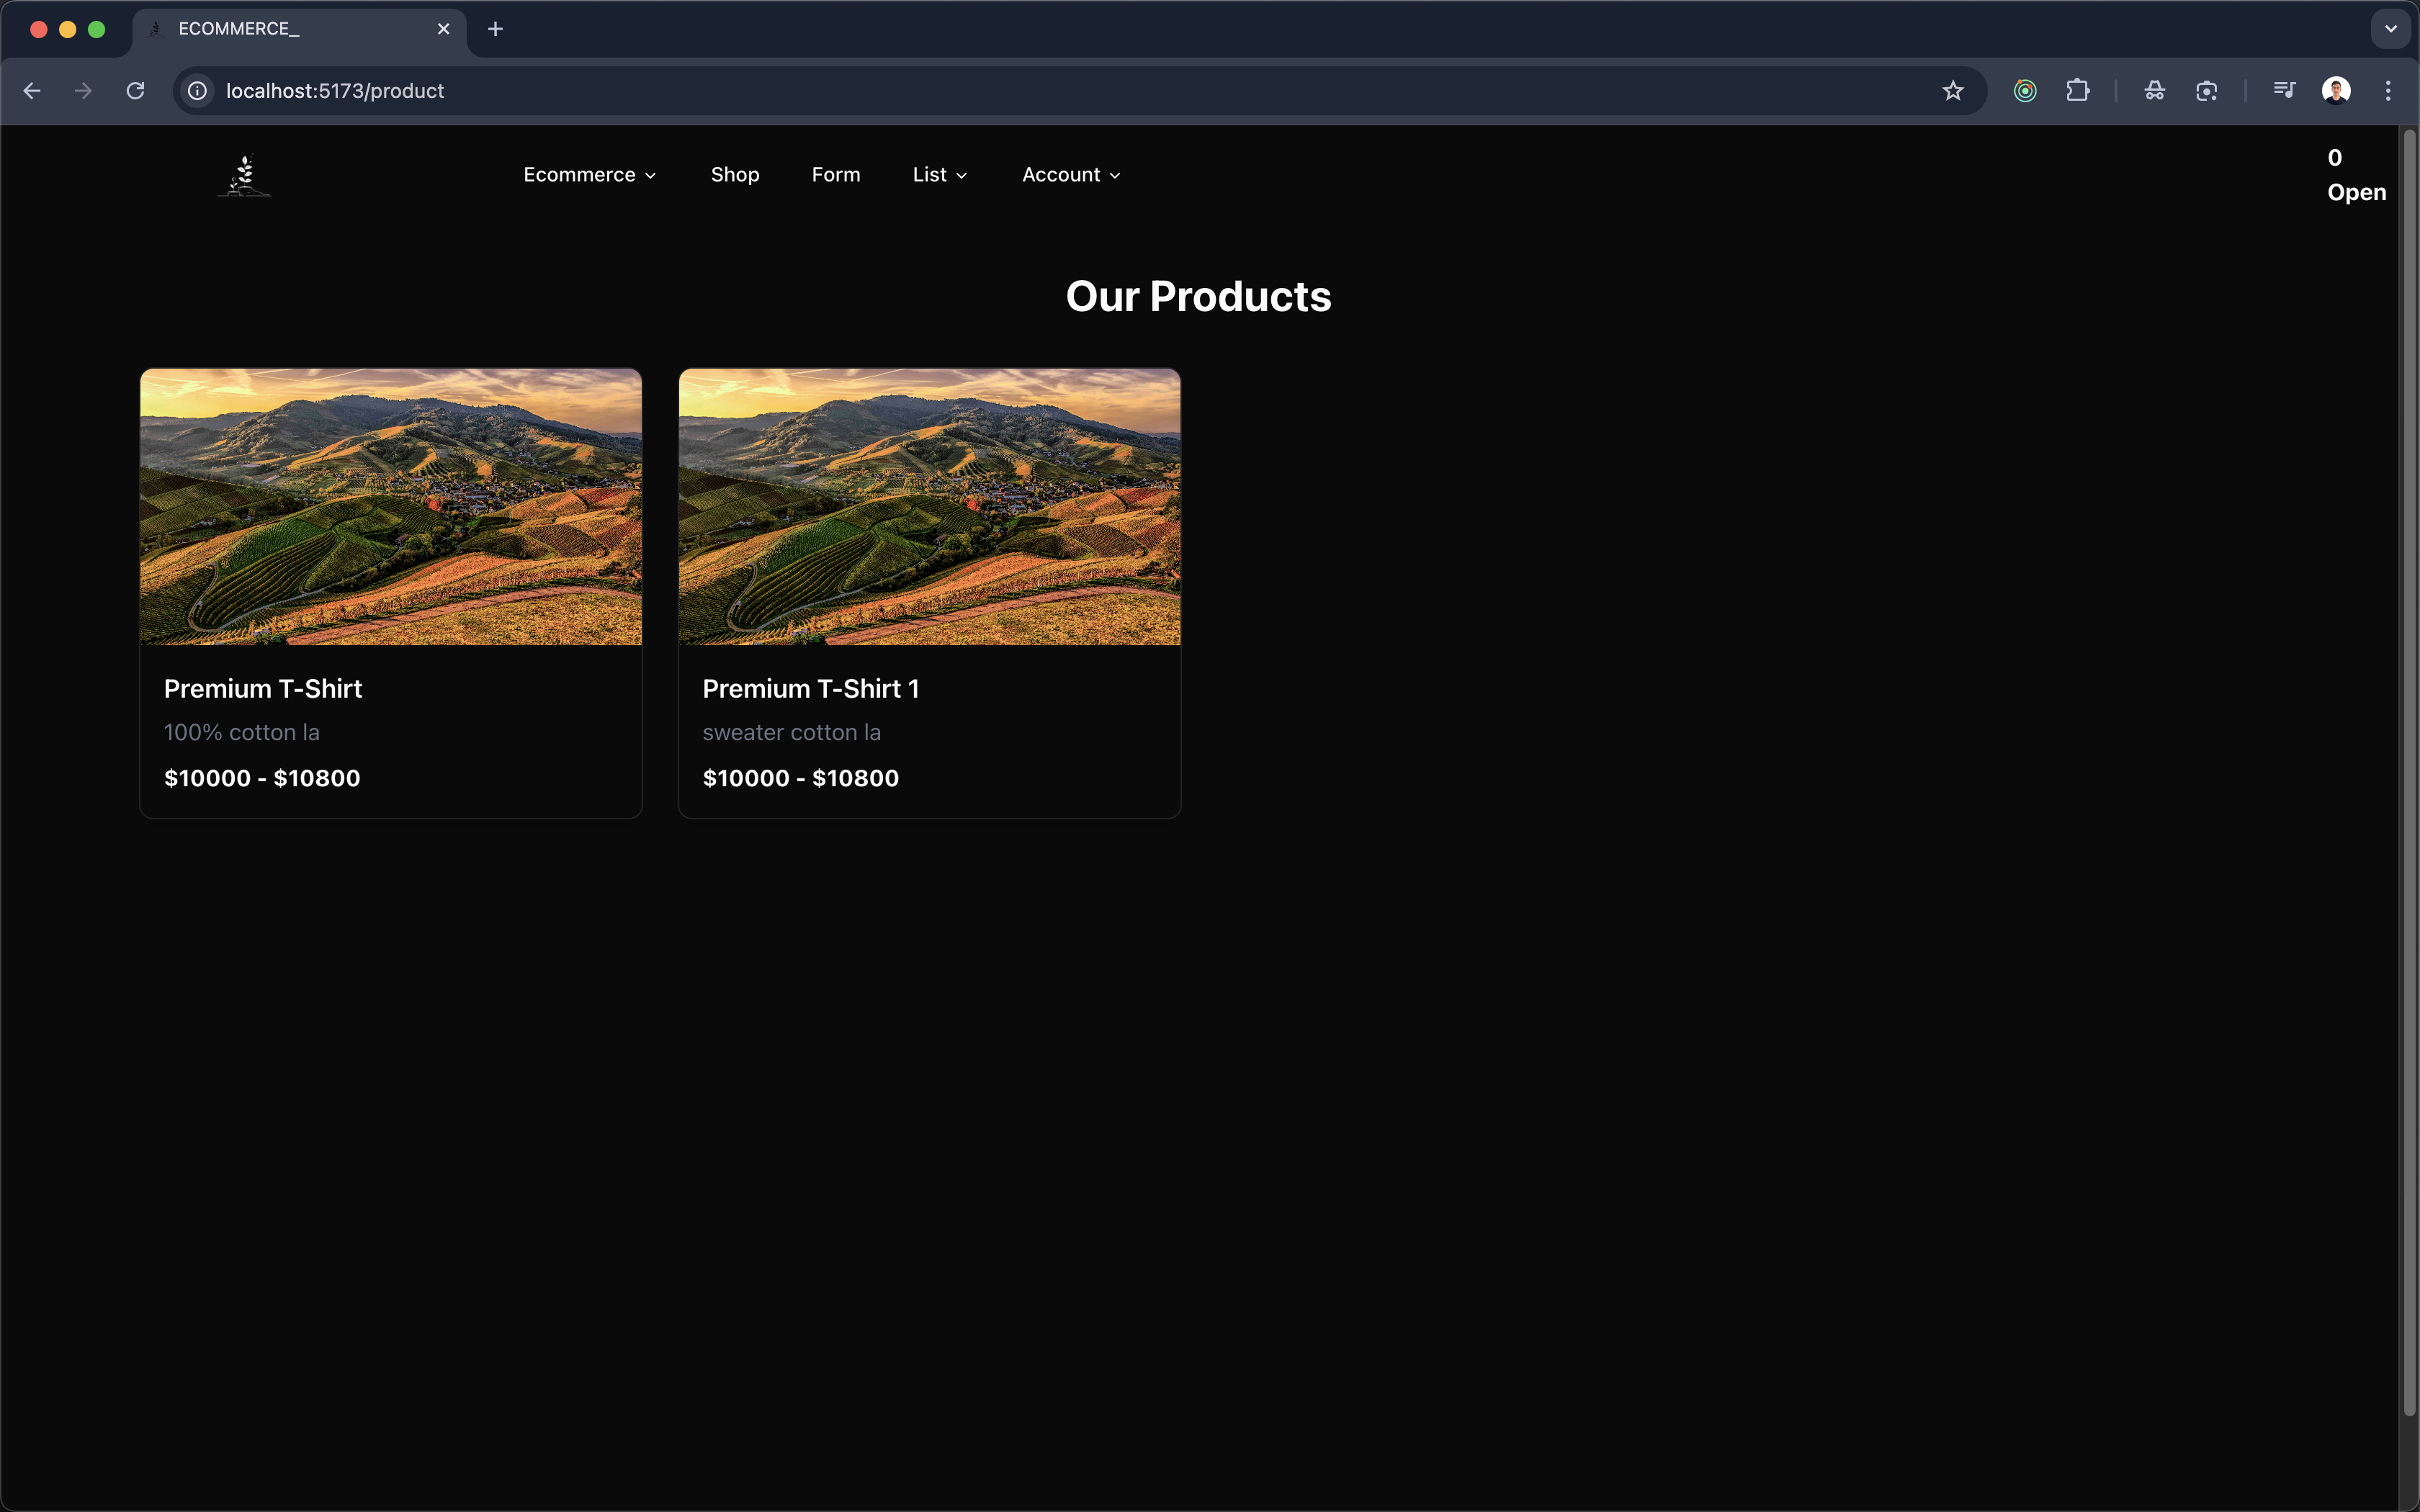 ECOMMERCE_
localhost:5173/product
Ecommerce Shop Form List Account
0
Open
Our Products
Premium T-Shirt
100% cotton la
$10000 - $10800
Premium T-Shirt 1
sweater cotton la
$10000 - $10800